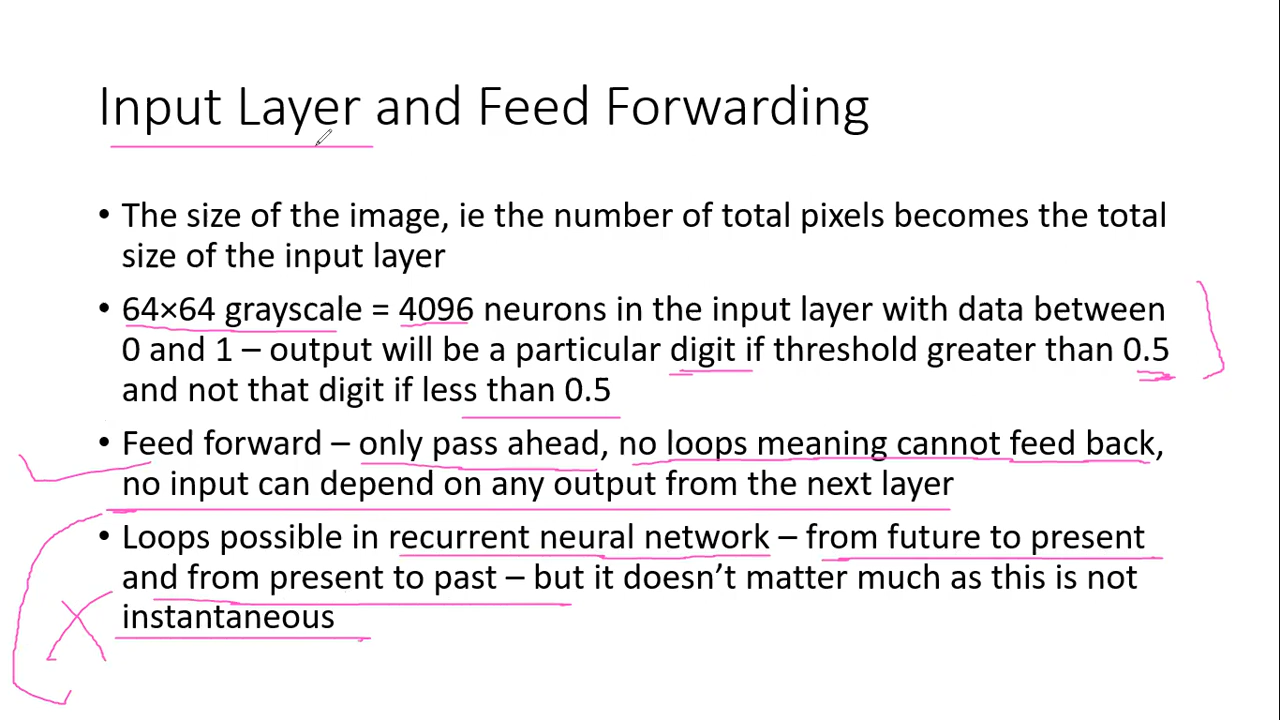 Input Layer and Feed Forwarding
• The size of the image, ie the number of total pixels becomes the total
size of the input layer
• 64×64 grayscale = 4096 neurons in the input layer with data between
0 and 1 – output will be a particular digit if threshold greater than 0.5
and not that digit if less than 0.5
• Feed forward – only pass ahead, no loops meaning cannot feed back,
no input can depend on any output from the next layer
• Loops possible in recurrent neural network – from future to present
and from present to past – but it doesn’t matter much as this is not
instantaneous